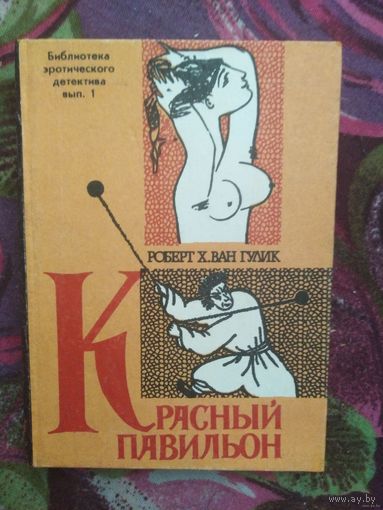 Библиотека
эротического
детектива
вып. 1
РОБЕРТ Х. ВАН ГУЛИК
КРАСНЫЙ
ПАВИЛЬОН
www.ay.by